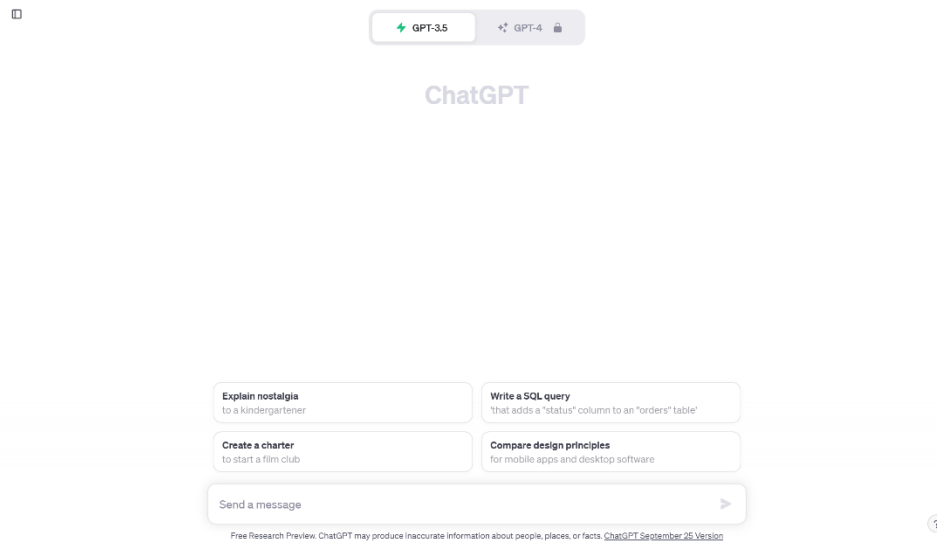 GPT-3.5
GPT-4
ChatGPT
Explain nostalgia
to a kindergartener
Write a SQL query
'that adds a "status" column to an "orders" table'
Create a charter
to start a film club
Compare design principles
for mobile apps and desktop software
Send a message
Free Research Preview. ChatGPT may produce inaccurate information about people, places, or facts. ChatGPT September 25 Version
?